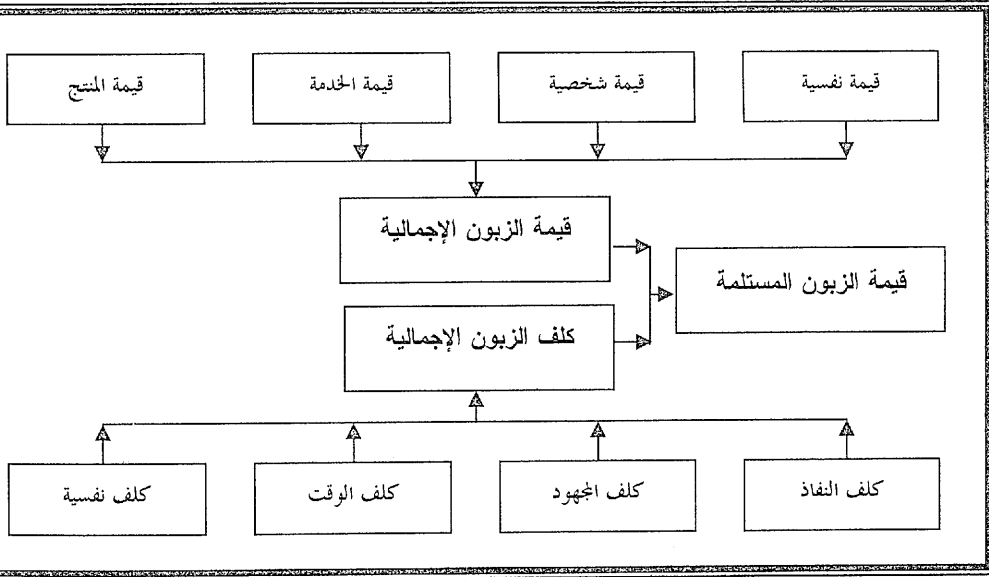 قيمة نفسية
قيمة شخصية
قيمة الخدمة
قيمة المنتج
قيمة الزبون الإجمالية
قيمة الزبون المستلمة
كلف الزبون الإجمالية
كلف النفاذ
كلف المجهود
كلف الوقت
كلف نفسية